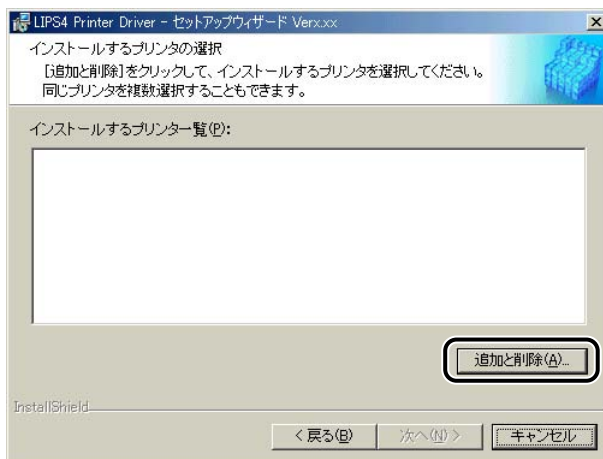 LIPS4 Printer Driver - セットアップウィザード Verx.xx
インストールするプリンタの選択
[追加と削除]をクリックして、インストールするプリンタを選択してください。
同じプリンタを複数選択することもできます。
インストールするプリンター覧(P):
追加と削除(A)...
InstallShield
< 戻る(B)
次へ(N) >
キャンセル